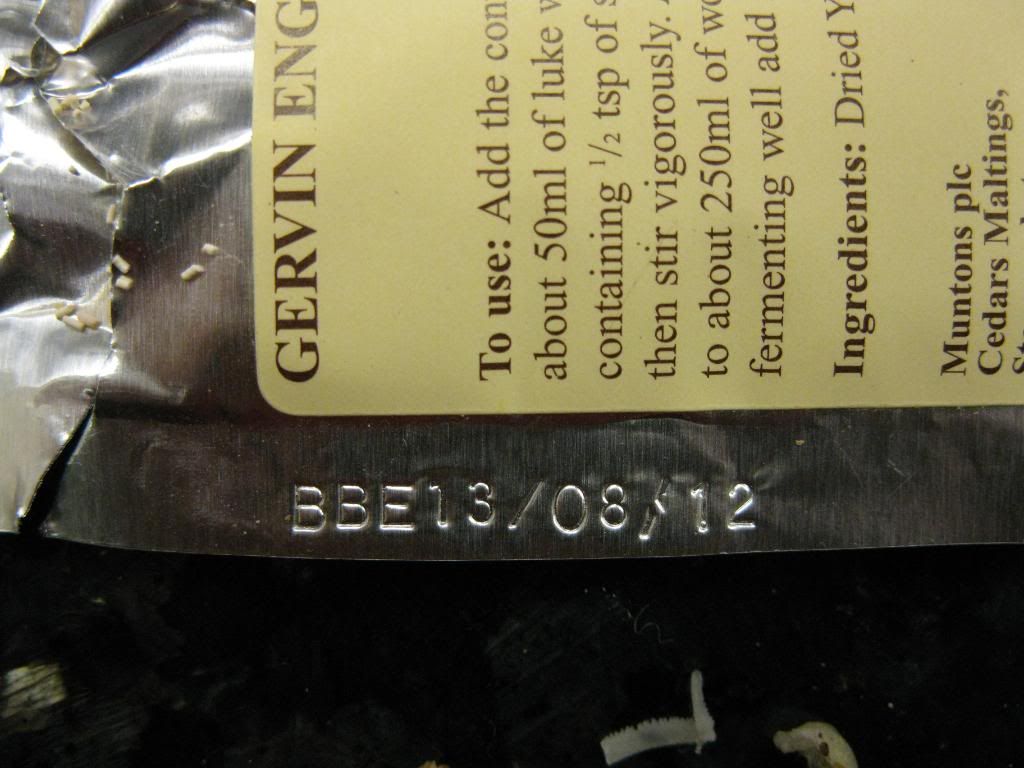 GERVIN ENG
To use: Add the con
about 50ml of luke
containing ½ tsp of
then stir vigorously.
to about 250ml of wo
fermenting well add
Ingredients: Dried Y
Muntons plc
Cedars Maltings,
BBE13/08/12